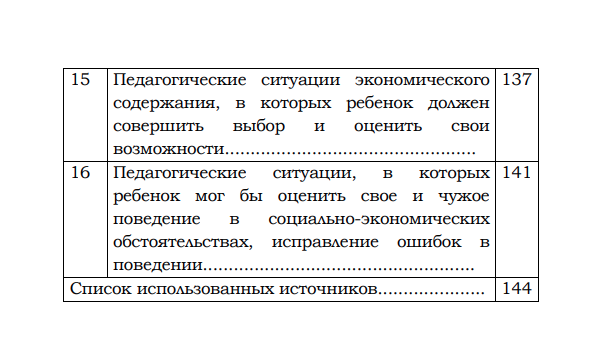 15 Педагогические ситуации экономического 137
содержания, в которых ребенок должен
совершить выбор и оценить свои
возможности.................................................
16 Педагогические ситуации, в которых 141
ребенок мог бы оценить свое и чужое
поведение в социально-экономических
обстоятельствах, исправление ошибок в
поведении.....................................................
Список использованных источников..................... 144